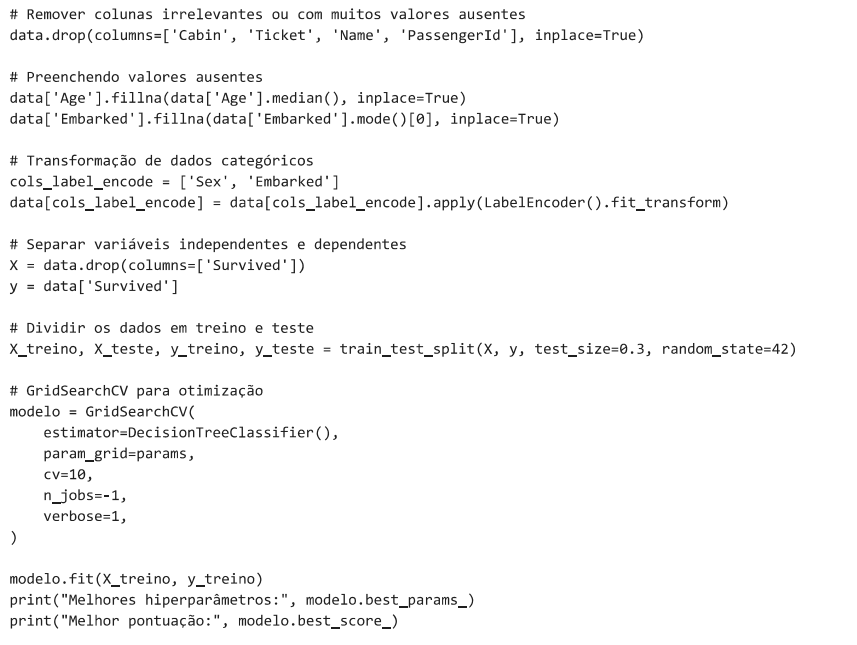 # Remover colunas irrelevantes ou com muitos valores ausentes
data.drop(columns=['Cabin', 'Ticket', 'Name', 'PassengerId'], inplace=True)

# Preenchendo valores ausentes
data['Age'].fillna(data['Age'].median(), inplace=True)
data['Embarked'].fillna(data['Embarked'].mode()[0], inplace=True)

# Transformação de dados categóricos
cols_label_encode = ['Sex', 'Embarked']
data[cols_label_encode] = data[cols_label_encode].apply(LabelEncoder().fit_transform)

# Separar variáveis independentes e dependentes
X = data.drop(columns=['Survived'])
y = data['Survived']

# Dividir os dados em treino e teste
X_treino, X_teste, y_treino, y_teste = train_test_split(X, y, test_size=0.3, random_state=42)

# GridSearchCV para otimização
modelo = GridSearchCV(
    estimator=DecisionTreeClassifier(),
    param_grid=params,
    cv=10,
    n_jobs=-1,
    verbose=1,
)

modelo.fit(X_treino, y_treino)
print("Melhores hiperparâmetros:", modelo.best_params_)
print("Melhor pontuação:", modelo.best_score_)